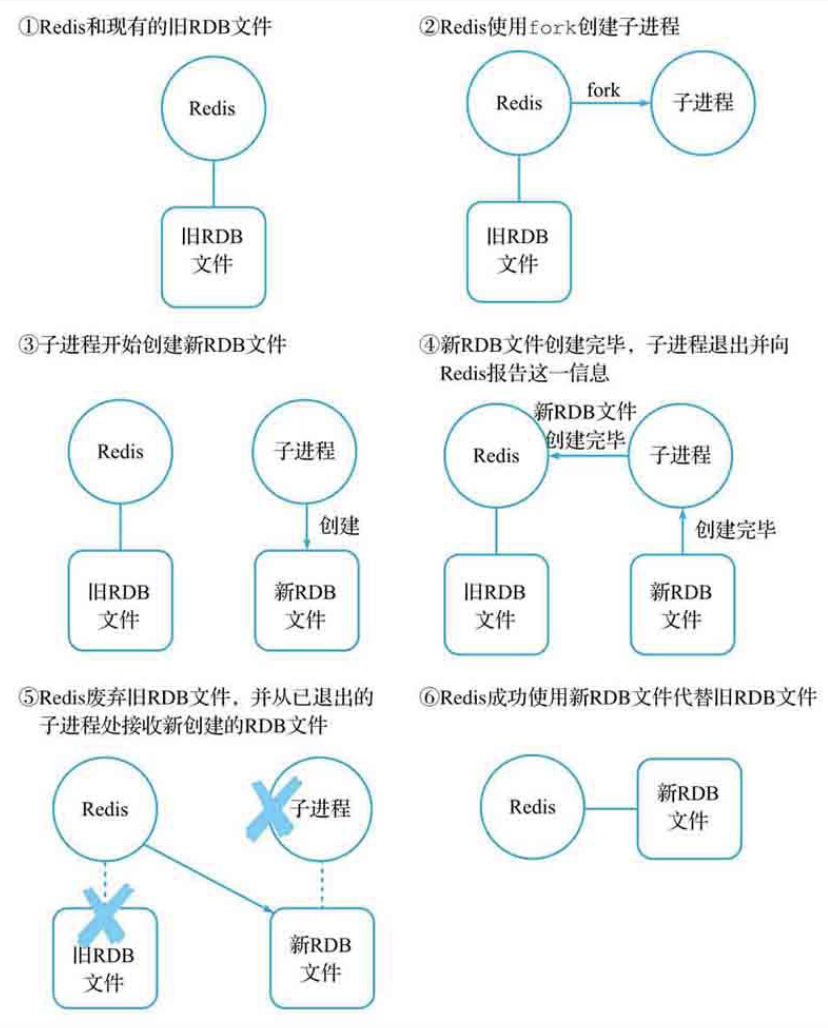 ①Redis和现有的旧RDB文件
Redis
旧RDB
文件
②Redis使用fork创建子进程
Redis
fork
子进程
旧RDB
文件
③子进程开始创建新RDB文件
Redis
子进程
创建
旧RDB
文件
新RDB
文件
④新RDB文件创建完毕，子进程退出并向
Redis报告这一信息
新RDB文件
创建完毕
Redis
子进程
创建完毕
旧RDB
文件
新RDB
文件
⑤Redis废弃旧RDB文件，并从已退出的
子进程处接收新创建的RDB文件
Redis
子进程
旧RDB
文件
新RDB
文件
⑥Redis成功使用新RDB文件代替旧RDB文件
Redis
新RDB
文件